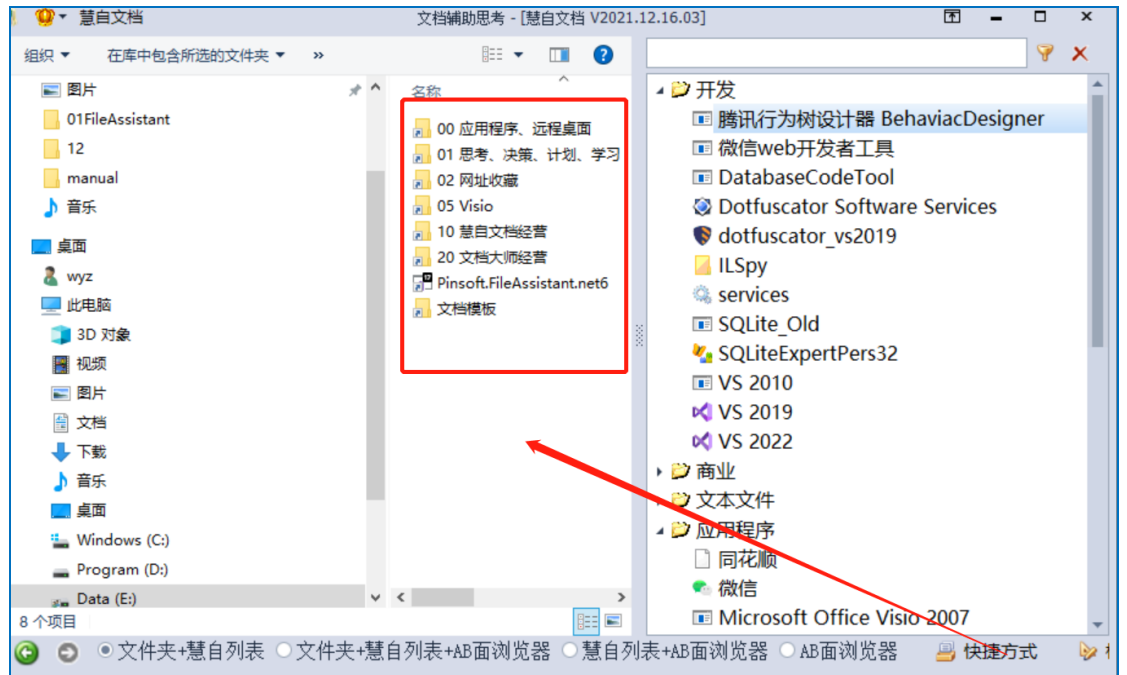 慧自文档
文档辅助思考 - [慧自文档 V2021.12.16.03]
组织
在库中包含所选的文件夹
»
图片
01FileAssistant
12
manual
音乐
桌面
wyz
此电脑
3D 对象
视频
图片
文档
下载
音乐
桌面
Windows (C:)
Program (D:)
Data (E:)
8 个项目
名称
00 应用程序、远程桌面
01 思考、决策、计划、学习
02 网址收藏
05 Visio
10 慧自文档经营
20 文档大师经营
Pinsoft.FileAssistant.net6
文档模板
开发
腾讯行为树设计器 BehaviacDesigner
微信web开发者工具
DatabaseCodeTool
Dotfuscator Software Services
dotfuscator_vs2019
ILSpy
services
SQLite_Old
SQLiteExpertPers32
VS 2010
VS 2019
VS 2022
商业
文本文件
应用程序
同花顺
微信
Microsoft Office Visio 2007
文件夹+慧自列表
文件夹+慧自列表+AB面浏览器
慧自列表+AB面浏览器
AB面浏览器
快捷方式